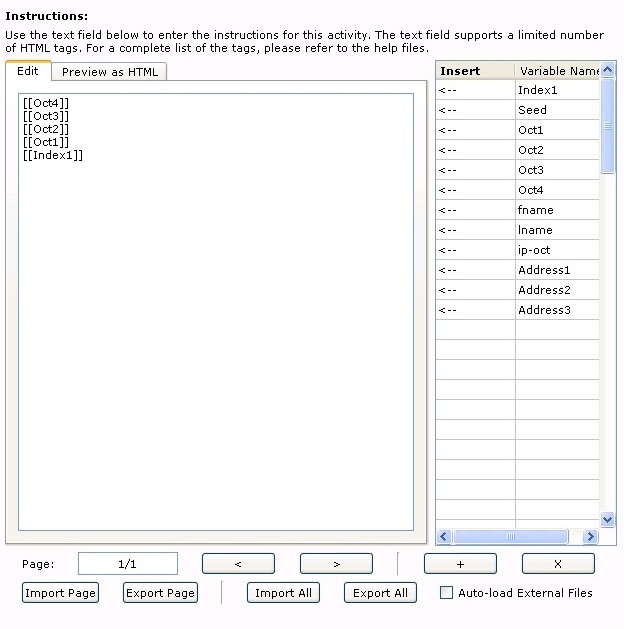 Instructions:
Use the text field below to enter the instructions for this activity. The text field supports a limited number
of HTML tags. For a complete list of the tags, please refer to the help files.
Edit Preview as HTML
[[Oct4]]
[[Oct3]]
[[Oct2]]
[[Oct1]]
[[Index1]]
Insert Variable Name
<-- Index1
<-- Seed
<-- Oct1
<-- Oct2
<-- Oct3
<-- Oct4
<-- fname
<-- lname
<-- ip-oct
<-- Address1
<-- Address2
<-- Address3
Page: 1/1 < > + X
Import Page Export Page Import All Export All Auto-load External Files